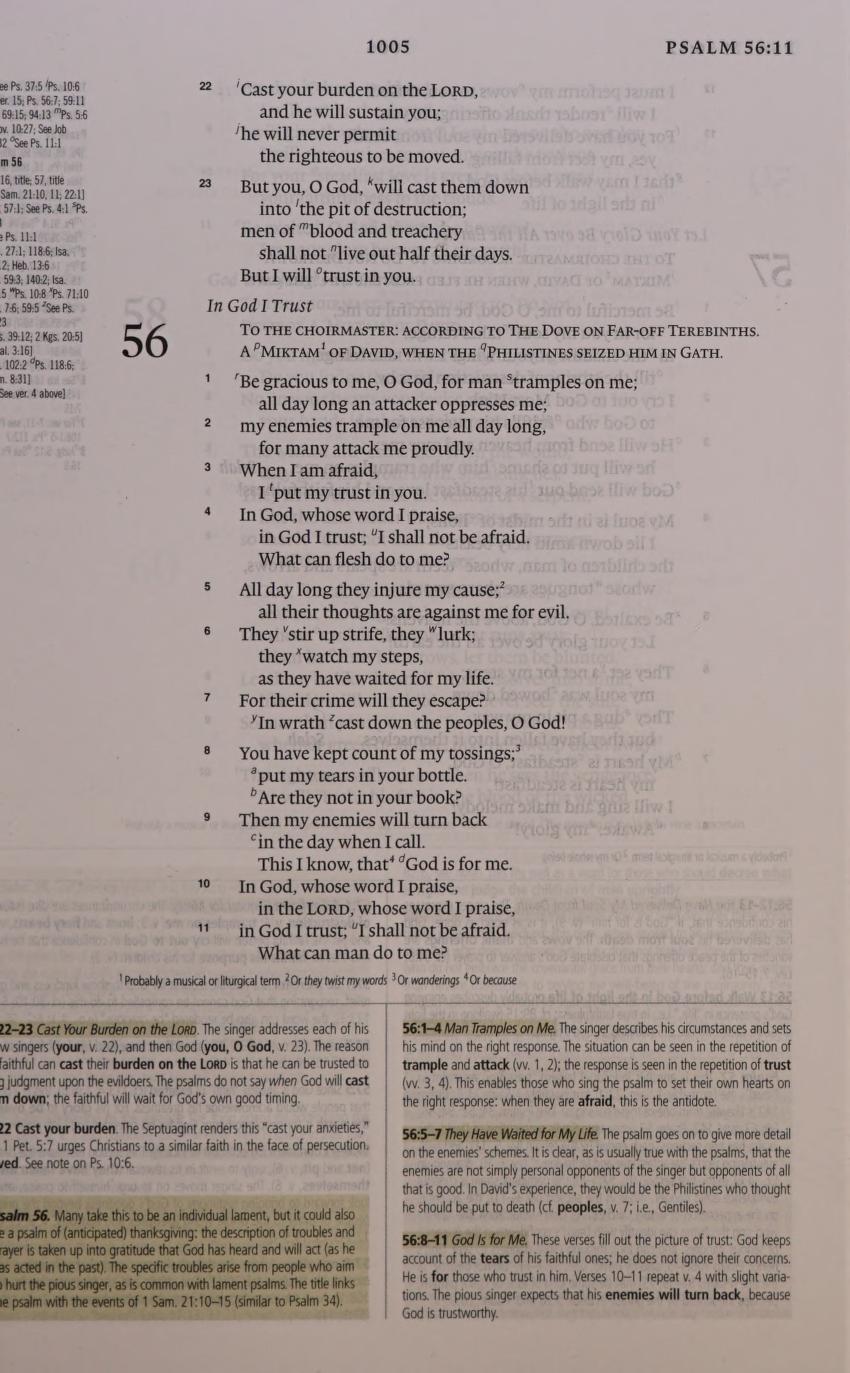 1005
PSALM 56:11
ee Ps. 37:5 ʲPs. 10:6
er. 15; Ps. 56:7; 59:11
69:15; 94:13 ᵐPs. 5:6
ov. 10:27; See Job
2 ᵒSee Ps. 11:1
m 56
16, title; 57, title
Sam. 21:10, 11; 22:1]
57:1; See Ps. 4:1 ˢPs.
Ps. 11:1
27:1; 118:6; Isa.
2; Heb. 13:6
59:3; 140:2; Isa.
5 ʷPs. 10:8 ˣPs. 71:10
7:6; 59:5 ᶻSee Ps.
3
s. 39:12; 2 Kgs. 20:5]
al. 3:16]
102:2 ᵈPs. 118:6;
n. 8:31]
See ver. 4 above]
22 ⁱCast your burden on the LORD,
and he will sustain you;
ʲhe will never permit
the righteous to be moved.
23 But you, O God, ᵏwill cast them down
into ˡthe pit of destruction;
men of ᵐblood and treachery
shall not ⁿlive out half their days.
But I will ᵒtrust in you.
In God I Trust
56
TO THE CHOIRMASTER: ACCORDING TO THE DOVE ON FAR-OFF TEREBINTHS.
A ᵖMIKTAM¹ OF DAVID, WHEN THE ᑫPHILISTINES SEIZED HIM IN GATH.
1 ʳBe gracious to me, O God, for man ˢtramples on me;
all day long an attacker oppresses me;
2 my enemies trample on me all day long,
for many attack me proudly.
3 When I am afraid,
I ᵗput my trust in you.
4 In God, whose word I praise,
in God I trust; ᵘI shall not be afraid.
What can flesh do to me?
5 All day long they injure my cause;²
all their thoughts are against me for evil.
6 They ᵛstir up strife, they ʷlurk;
they ˣwatch my steps,
as they have waited for my life.
7 For their crime will they escape?
ʸIn wrath ᶻcast down the peoples, O God!
8 You have kept count of my tossings;³
ᵃput my tears in your bottle.
ᵇAre they not in your book?
9 Then my enemies will turn back
ᶜin the day when I call.
This I know, that⁴ ᵈGod is for me.
10 In God, whose word I praise,
in the LORD, whose word I praise,
11 in God I trust; ᵘI shall not be afraid.
What can man do to me?
¹ Probably a musical or liturgical term ² Or they twist my words ³ Or wanderings ⁴ Or because
22–23 Cast Your Burden on the LORD. The singer addresses each of his
w singers (your, v. 22), and then God (you, O God, v. 23). The reason
faithful can cast their burden on the LORD is that he can be trusted to
g judgment upon the evildoers. The psalms do not say when God will cast
m down; the faithful will wait for God's own good timing.
22 Cast your burden. The Septuagint renders this “cast your anxieties,”
1 Pet. 5:7 urges Christians to a similar faith in the face of persecution.
ved. See note on Ps. 10:6.
salm 56. Many take this to be an individual lament, but it could also
e a psalm of (anticipated) thanksgiving: the description of troubles and
rayer is taken up into gratitude that God has heard and will act (as he
as acted in the past). The specific troubles arise from people who aim
o hurt the pious singer, as is common with lament psalms. The title links
e psalm with the events of 1 Sam. 21:10–15 (similar to Psalm 34).
56:1–4 Man Tramples on Me. The singer describes his circumstances and sets
his mind on the right response. The situation can be seen in the repetition of
trample and attack (vv. 1, 2); the response is seen in the repetition of trust
(vv. 3, 4). This enables those who sing the psalm to set their own hearts on
the right response: when they are afraid, this is the antidote.
56:5–7 They Have Waited for My Life. The psalm goes on to give more detail
on the enemies' schemes. It is clear, as is usually true with the psalms, that the
enemies are not simply personal opponents of the singer but opponents of all
that is good. In David's experience, they would be the Philistines who thought
he should be put to death (cf. peoples, v. 7; i.e., Gentiles).
56:8–11 God Is for Me. These verses fill out the picture of trust: God keeps
account of the tears of his faithful ones; he does not ignore their concerns.
He is for those who trust in him. Verses 10–11 repeat v. 4 with slight varia-
tions. The pious singer expects that his enemies will turn back, because
God is trustworthy.